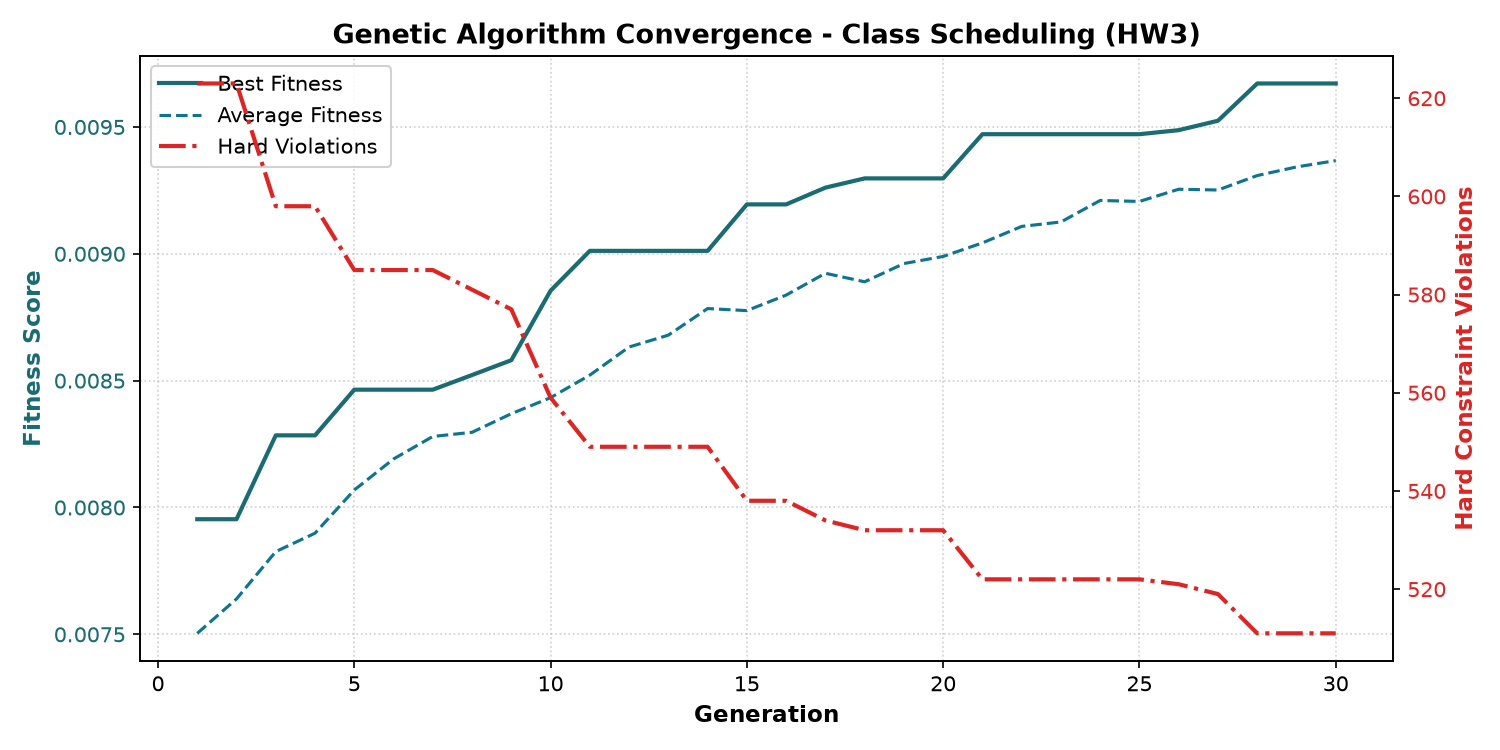 Genetic Algorithm Convergence - Class Scheduling (HW3)
Best Fitness
Average Fitness
Hard Violations
Fitness Score
0.0095
0.0090
0.0085
0.0080
0.0075
620
600
580
560
540
520
Hard Constraint Violations
0 5 10 15 20 25 30
Generation